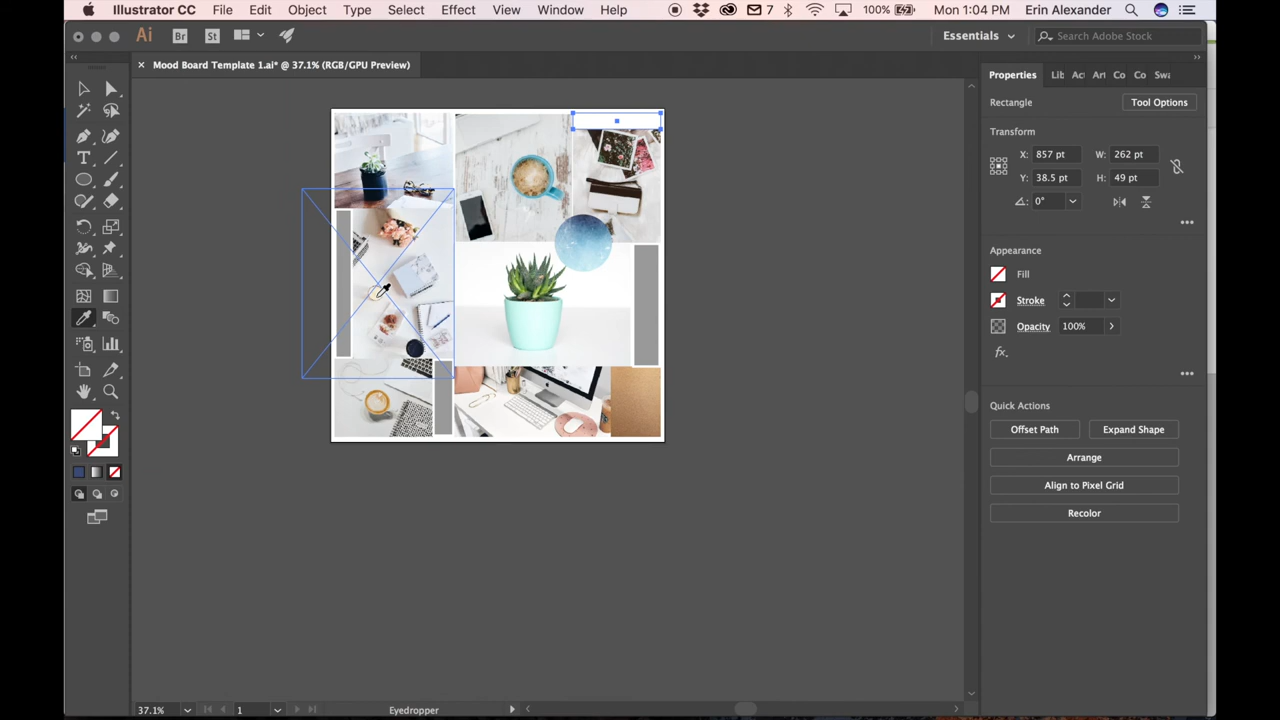 Illustrator CC File Edit Object Type Select Effect View Window Help 7 100% Mon 1:04 PM Erin Alexander
Ai Br St Essentials Search Adobe Stock
× Mood Board Template 1.ai* @ 37.1% (RGB/GPU Preview)
Properties Lib Ac Ar Co Co Swa
Rectangle Tool Options
Transform
X: 857 pt W: 262 pt
Y: 38.5 pt H: 49 pt
0°
Appearance
Fill
Stroke
Opacity 100%
fx.
Quick Actions
Offset Path Expand Shape
Arrange
Align to Pixel Grid
Recolor
37.1% 1 Eyedropper